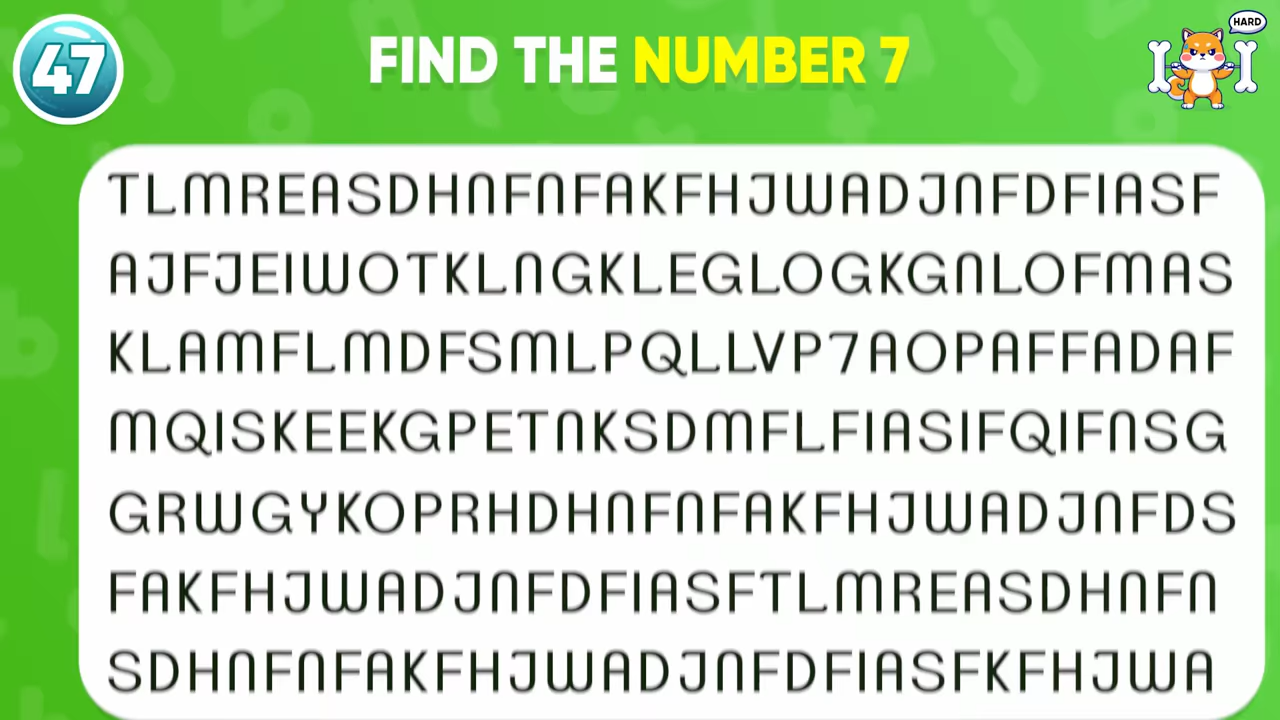 47
FIND THE NUMBER 7
HARD
TLMREASDHNFNFAKFHJWADJNFDFIASF
AJFJEIWOTKLNGKLEGLOGKGNLOFMAS
KLAMFLMDFSMLPQLLVP7AOPAFFADAF
MQISKEEKGPETNKSDMFLFIASIFQIFNSG
GRWGYKOPRHDHNFNFAKFHJWADJNFDS
FAKFHJWADJNFDFIASFTLMREASDHNFN
SDHNFNFAKFHJWADJNFDFIASFKFHJWA